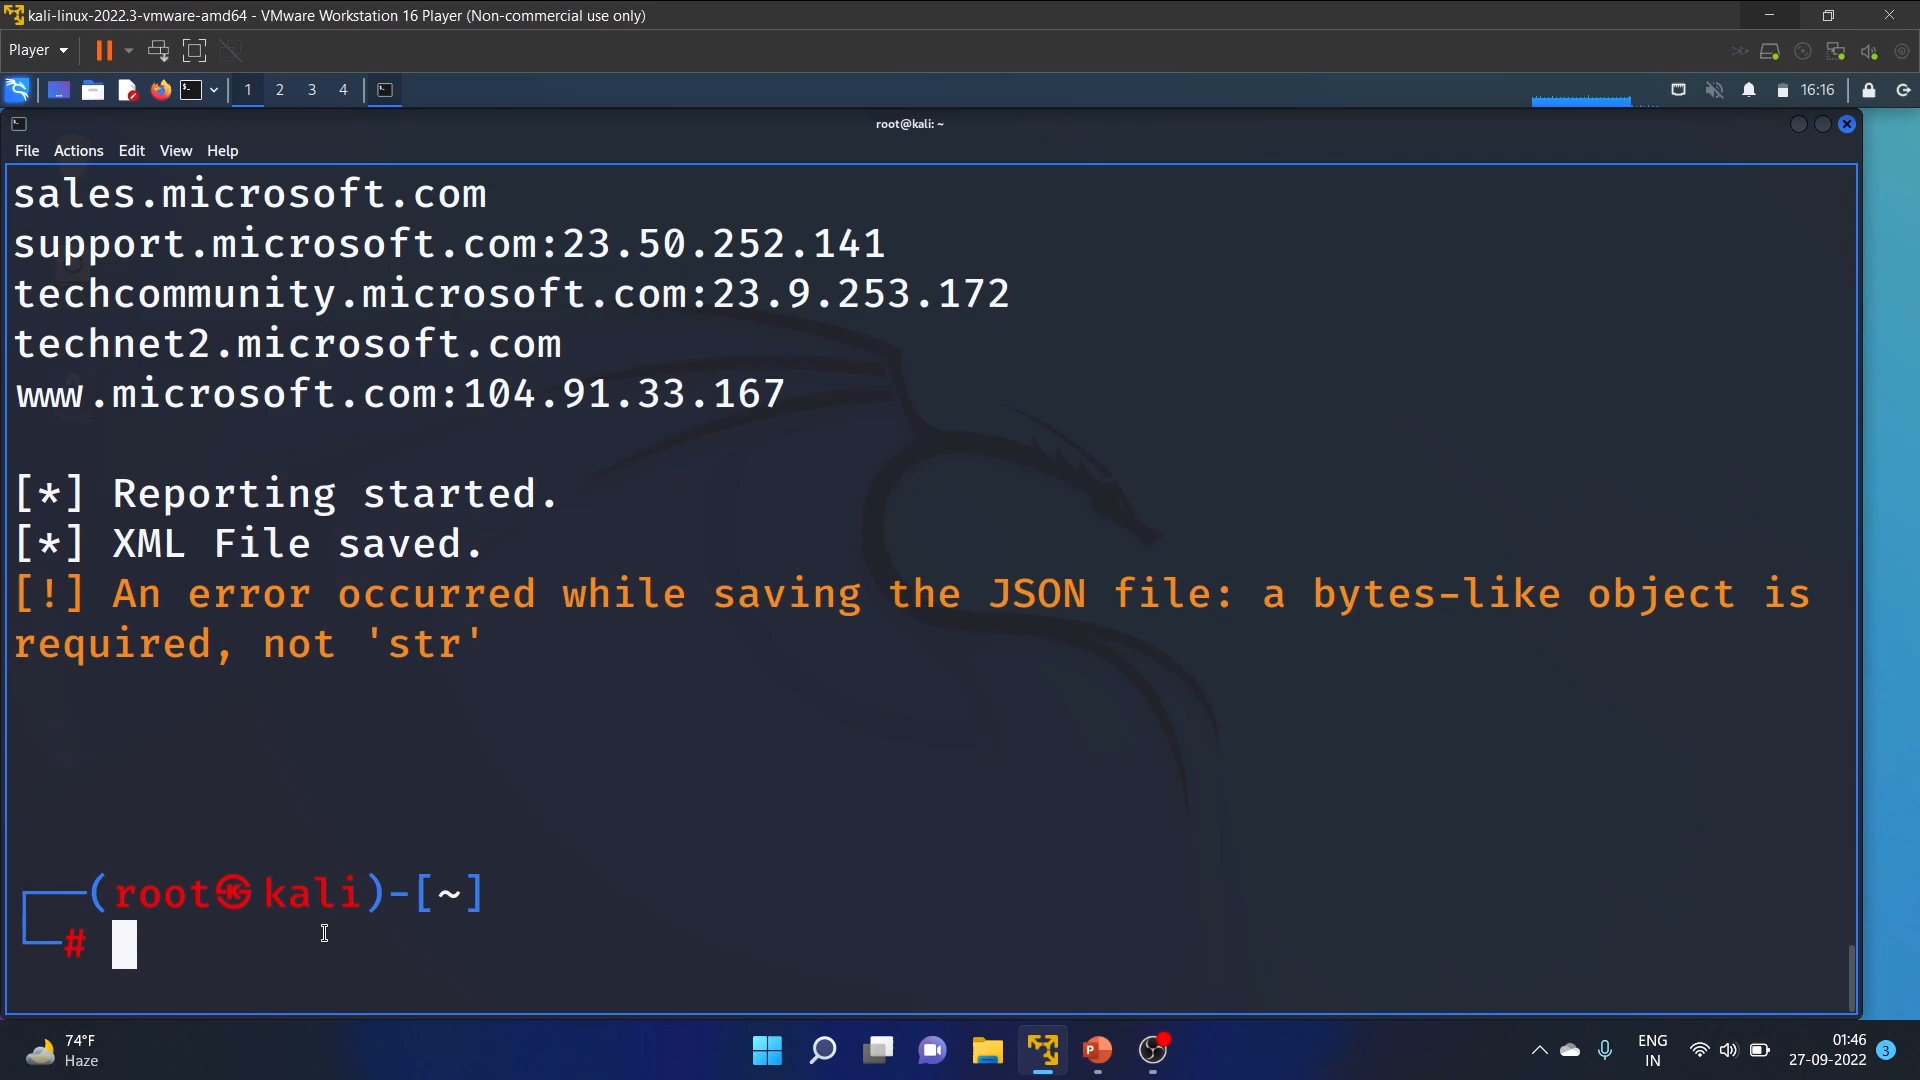 kali-linux-2022.3-vmware-amd64 - VMware Workstation 16 Player (Non-commercial use only)
Player
1 2 3 4
16:16
root@kali: ~
File Actions Edit View Help
sales.microsoft.com
support.microsoft.com:23.50.252.141
techcommunity.microsoft.com:23.9.253.172
technet2.microsoft.com
www.microsoft.com:104.91.33.167
[*] Reporting started.
[*] XML File saved.
[!] An error occurred while saving the JSON file: a bytes-like object is
required, not 'str'
┌──(root㉿kali)-[~]
└─#
74°F
Haze
ENG
IN
01:46
27-09-2022
3